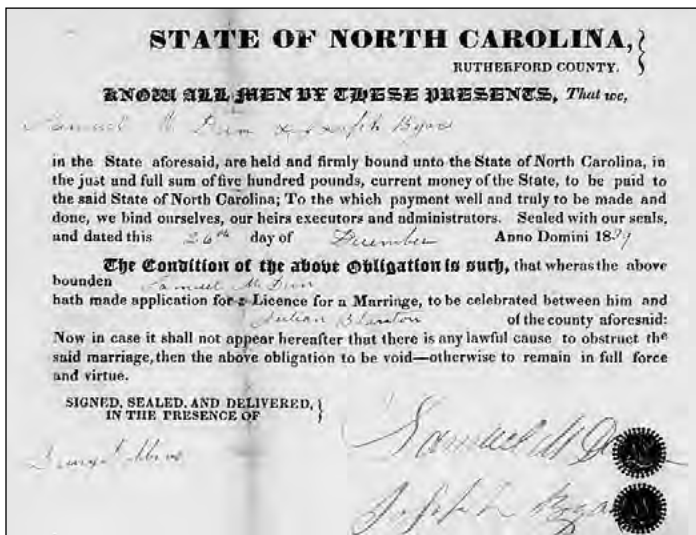 STATE OF NORTH CAROLINA,
RUTHERFORD COUNTY.
KNOW ALL MEN BY THESE PRESENTS, That we,
Samuel & Joseph
in the State aforesaid, are held and firmly bound unto the State of North Carolina, in
the just and full sum of five hundred pounds, current money of the State, to be paid to
the said State of North Carolina; To the which payment well and truly to be made and
done, we bind ourselves, our heirs executors and administrators. Sealed with our seals,
and dated this 26th day of December Anno Domini 18
The Condition of the above Obligation is such, that wheras the above
bounden Samuel
hath made application for a Licence for a Marringe, to be celebrated between him and
Julian of the county aforesaid:
Now in case it shall not appear hereafter that there is any lawful cause to obstruct the
said marriage, then the above obligation to be void—otherwise to remain in full force
and virtue.
SIGNED, SEALED, AND DELIVERED,
IN THE PRESENCE OF
Samuel
Joseph